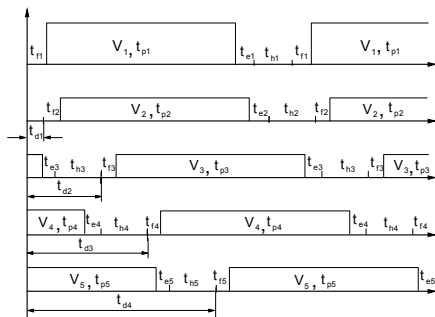 t_f1 V_1, t_p1 t_e1 t_h1 t_f1 V_1, t_p1
t_f2 V_2, t_p2 t_e2 t_h2 t_f2 V_2, t_p2
t_d1
t_e3 t_h3 t_f3 V_3, t_p3 t_e3 t_h3 t_f3 V_3, t_p3
t_d2
V_4, t_p4 t_e4 t_h4 t_f4 V_4, t_p4 t_e4 t_h4 t_f4
t_d3
V_5, t_p5 t_e5 t_h5 t_f5 V_5, t_p5 t_e5
t_d4